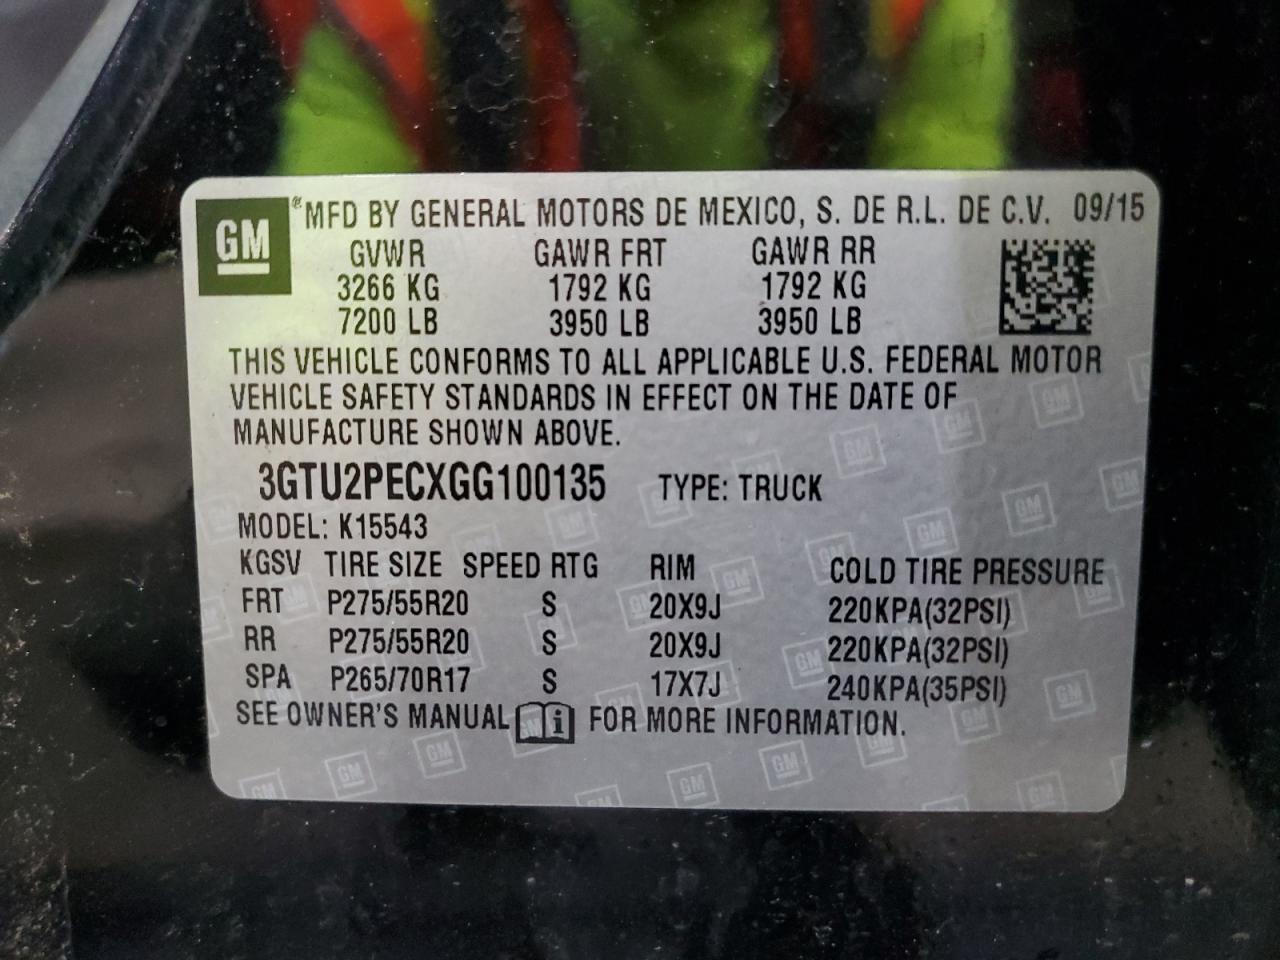 GM ® MFD BY GENERAL MOTORS DE MEXICO, S. DE R.L. DE C.V. 09/15
GVWR GAWR FRT GAWR RR
3266 KG 1792 KG 1792 KG
7200 LB 3950 LB 3950 LB
THIS VEHICLE CONFORMS TO ALL APPLICABLE U.S. FEDERAL MOTOR
VEHICLE SAFETY STANDARDS IN EFFECT ON THE DATE OF
MANUFACTURE SHOWN ABOVE.
3GTU2PECXGG100135 TYPE: TRUCK
MODEL: K15543
KGSV TIRE SIZE SPEED RTG RIM COLD TIRE PRESSURE
FRT P275/55R20 S 20X9J 220KPA(32PSI)
RR P275/55R20 S 20X9J 220KPA(32PSI)
SPA P265/70R17 S 17X7J 240KPA(35PSI)
SEE OWNER'S MANUAL i FOR MORE INFORMATION.